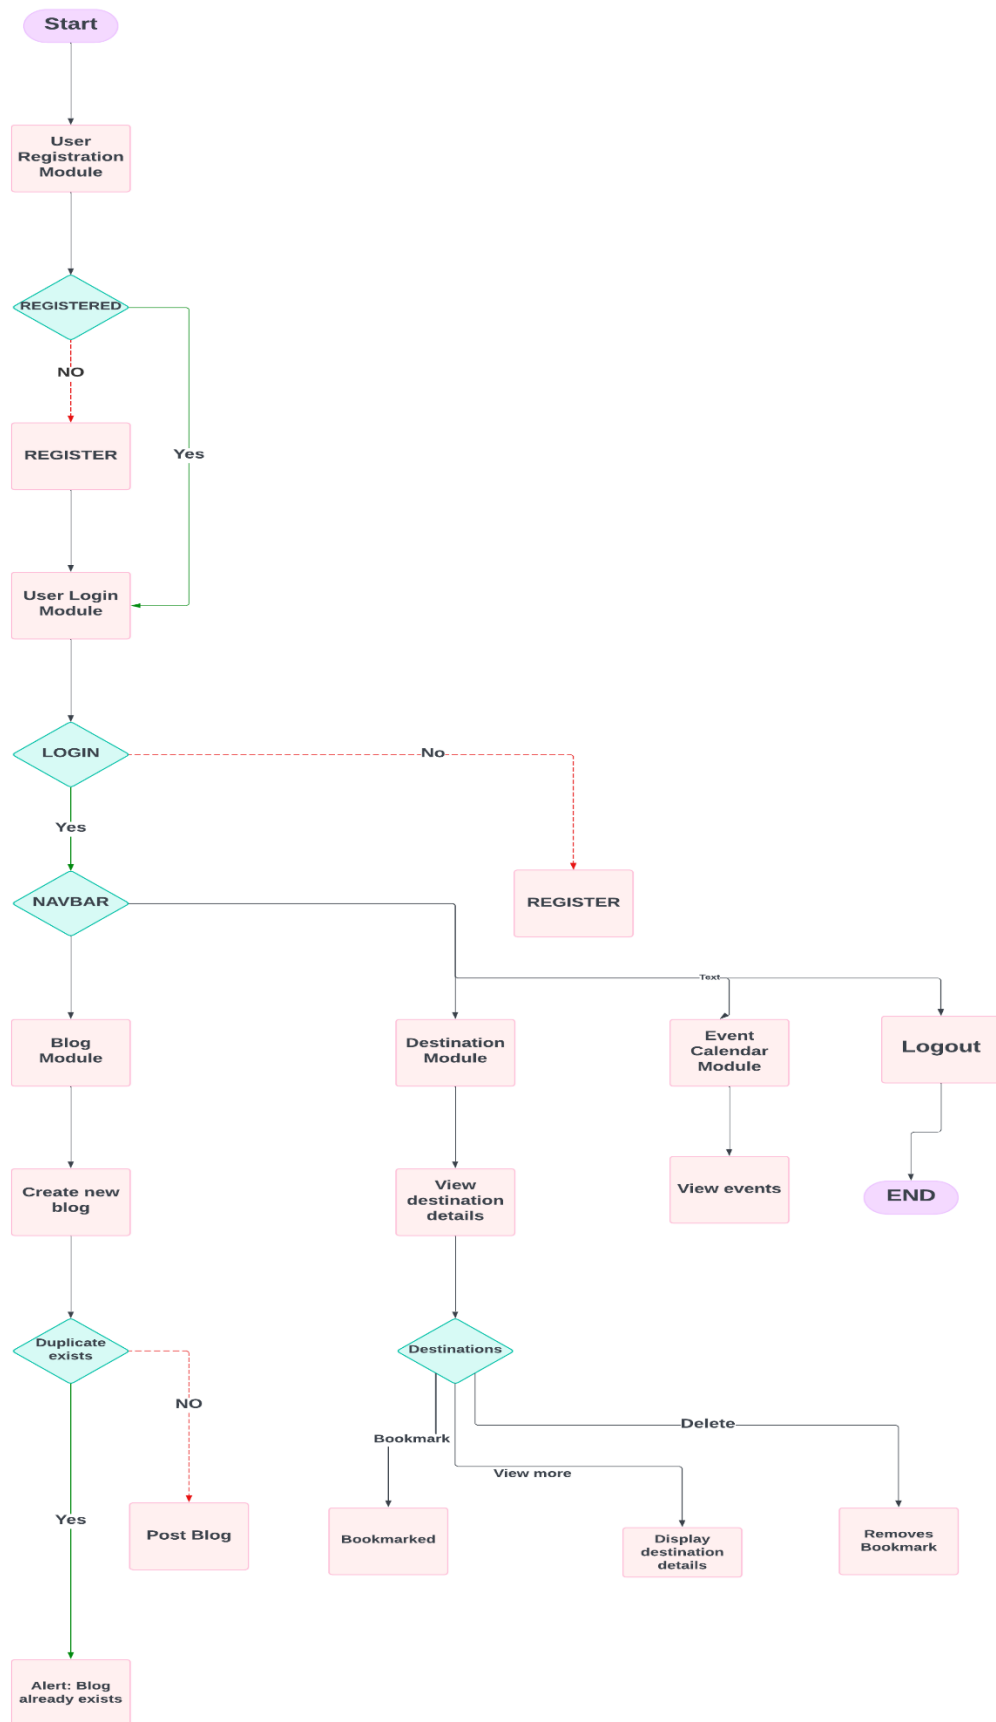 Start
User
Registration
Module
REGISTERED
NO
REGISTER
Yes
User Login
Module
LOGIN
No
Yes
NAVBAR
REGISTER
Text
Blog
Module
Destination
Module
Event
Calendar
Module
Logout
Create new
blog
View
destination
details
View events
END
Duplicate
exists
Destinations
NO
Bookmark
View more
Delete
Yes
Post Blog
Bookmarked
Display
destination
details
Removes
Bookmark
Alert: Blog
already exists